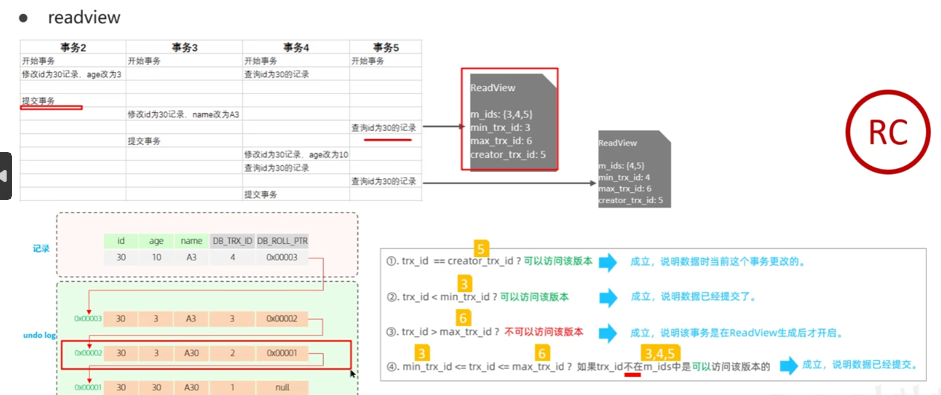 readview
事务2 事务3 事务4 事务5
开始事务 开始事务 开始事务 开始事务
修改id为30记录、age改为3 查询id为30的记录
提交事务
修改id为30记录、name改为A3
查询id为30的记录
提交事务
修改id为30记录、age改为10
查询id为30的记录
查询id为30的记录
提交事务
ReadView
m_ids: {3,4,5}
min_trx_id: 3
max_trx_id: 6
creator_trx_id: 5
ReadView
m_ids: {4,5}
min_trx_id: 4
max_trx_id: 6
creator_trx_id: 5
RC
记录
id age name DB_TRX_ID DB_ROLL_PTR
30 10 A3 4 0x00003
undo log
0x00003 30 3 A3 3 0x00002
0x00002 30 3 A30 2 0x00001
0x00001 30 30 A30 1 null
5
①. trx_id == creator_trx_id ? 可以访问该版本 成立，说明数据时当前这个事务更改的。
3
②. trx_id < min_trx_id ? 可以访问该版本 成立，说明数据已经提交了。
6
③. trx_id > max_trx_id ? 不可以访问该版本 成立，说明该事务是在ReadView生成后才开启。
3 6 3,4,5
④. min_trx_id <= trx_id <= max_trx_id ? 如果trx_id不在m_ids中是可以访问该版本的 成立，说明数据已经提交。